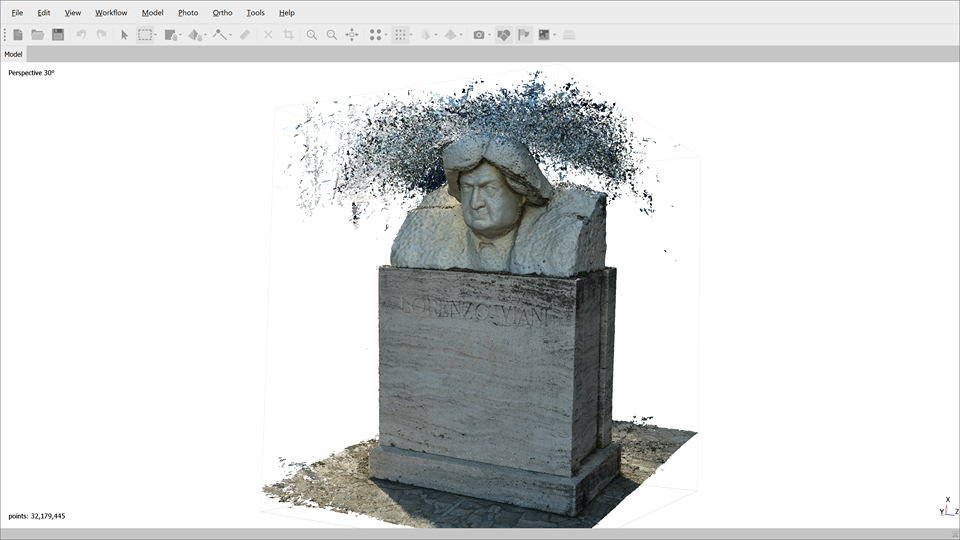 File Edit View Workflow Model Photo Ortho Tools Help
Model
Perspective 30°
LORENZO VIANI
points: 32,179,445
X
Y Z